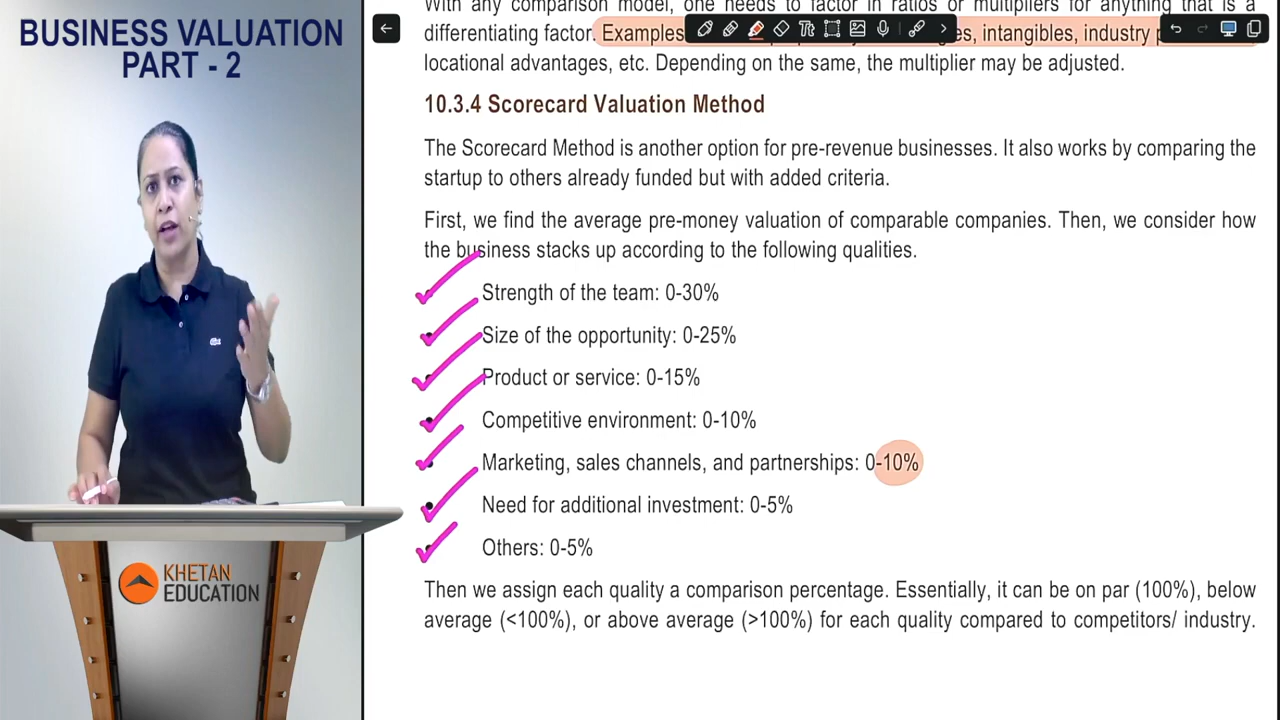 BUSINESS VALUATION
PART - 2
With any comparison model, one needs to factor in ratios or multipliers for anything that is a
differentiating factor. Examples intangibles, industry
locational advantages, etc. Depending on the same, the multiplier may be adjusted.
10.3.4 Scorecard Valuation Method
The Scorecard Method is another option for pre-revenue businesses. It also works by comparing the
startup to others already funded but with added criteria.
First, we find the average pre-money valuation of comparable companies. Then, we consider how
the business stacks up according to the following qualities.
Strength of the team: 0-30%
Size of the opportunity: 0-25%
Product or service: 0-15%
Competitive environment: 0-10%
Marketing, sales channels, and partnerships: 0-10%
Need for additional investment: 0-5%
Others: 0-5%
Then we assign each quality a comparison percentage. Essentially, it can be on par (100%), below
average (<100%), or above average (>100%) for each quality compared to competitors/ industry.
KHETAN
EDUCATION